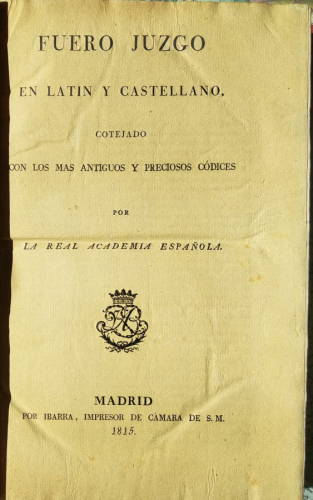 FUERO JUZGO
EN LATIN Y CASTELLANO,
COTEJADO
CON LOS MAS ANTIGUOS Y PRECIOSOS CÓDICES
POR
LA REAL ACADEMIA ESPAÑOLA.
MADRID
POR IBARRA, IMPRESOR DE CÁMARA DE S. M.
1815.